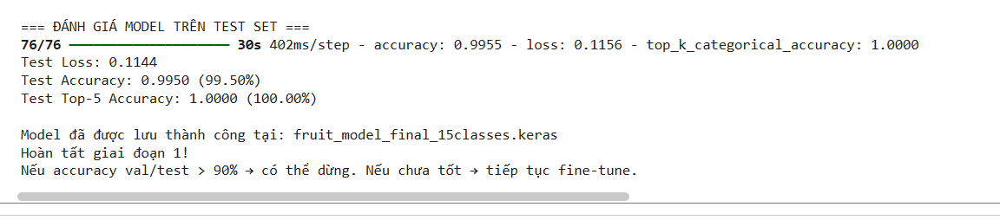 === ĐÁNH GIÁ MODEL TRÊN TEST SET ===
76/76 ━━━━━━━━━━━━━━━━━━━━ 30s 402ms/step - accuracy: 0.9955 - loss: 0.1156 - top_k_categorical_accuracy: 1.0000
Test Loss: 0.1144
Test Accuracy: 0.9950 (99.50%)
Test Top-5 Accuracy: 1.0000 (100.00%)
Model đã được lưu thành công tại: fruit_model_final_15classes.keras
Hoàn tất giai đoạn 1!
Nếu accuracy val/test > 90% → có thể dừng. Nếu chưa tốt → tiếp tục fine-tune.